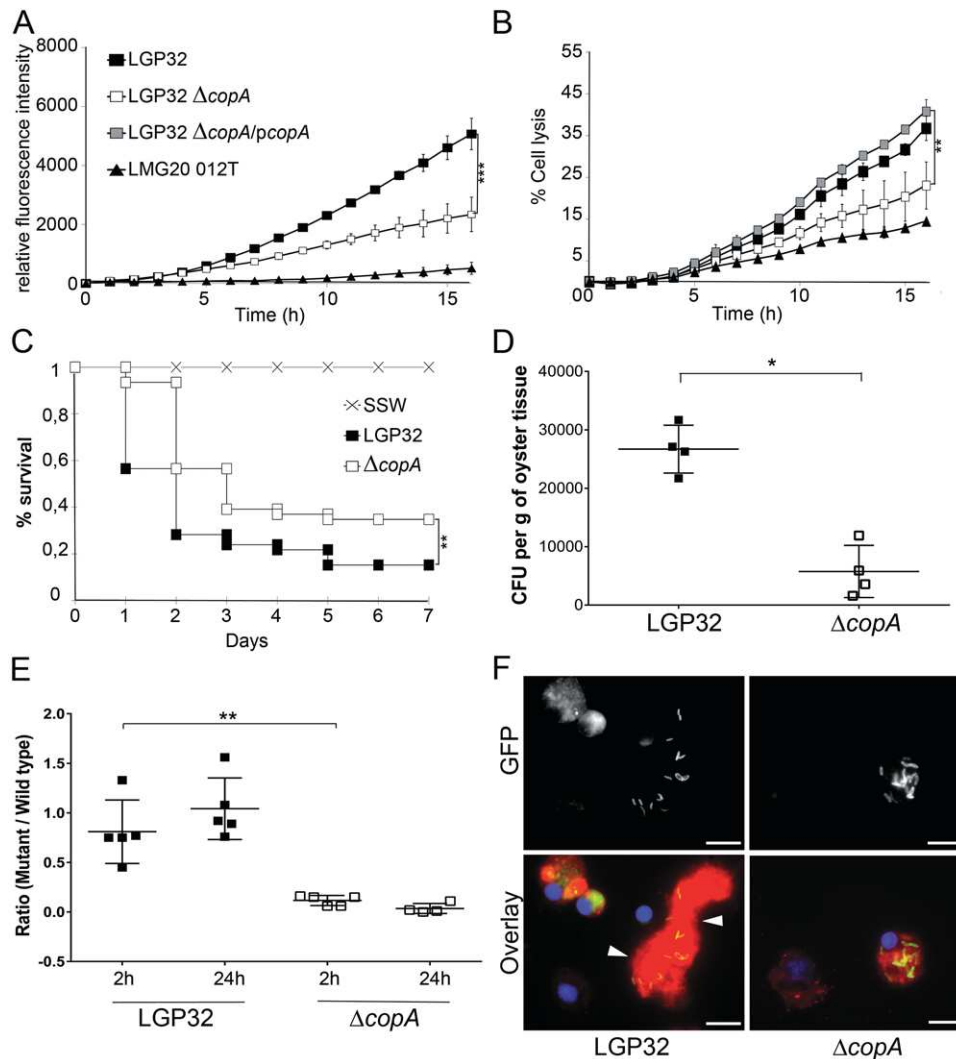 A
relative fluorescence intensity
8000
6000
4000
2000
0
LGP32
LGP32 ΔcopA
LGP32 ΔcopA/pcopA
LMG20 012T
***
0 5 10 15
Time (h)
B
% Cell lysis
55
45
35
25
15
5
**
00 5 10 15
Time (h)
C
% survival
1
0,8
0,6
0,4
0,2
0
SSW
LGP32
ΔcopA
**
0 1 2 3 4 5 6 7
Days
D
CFU per g of oyster tissue
40000
30000
20000
10000
0
*
LGP32 ΔcopA
E
Ratio (Mutant / Wild type)
2.0
1.5
1.0
0.5
0.0
-0.5
**
2h 24h 2h 24h
LGP32 ΔcopA
F
GFP
Overlay
LGP32 ΔcopA